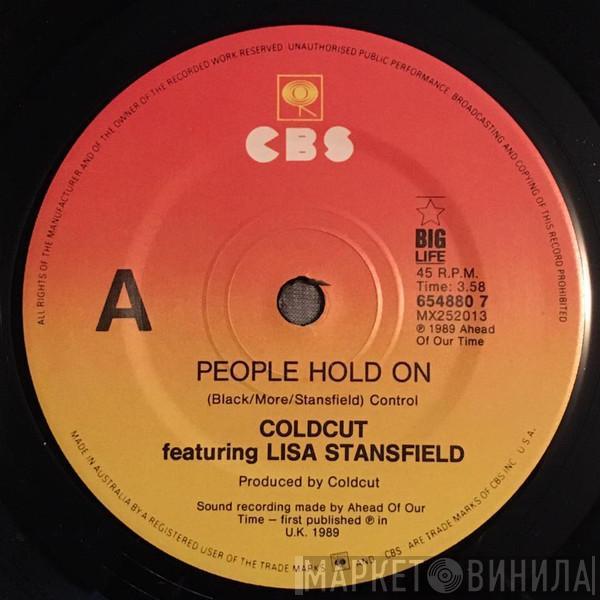 ALL RIGHTS OF THE MANUFACTURER AND OF THE OWNER OF THE RECORDED WORK RESERVED UNAUTHORISED PUBLIC PERFORMANCE BROADCASTING AND COPYING OF THIS RECORD PROHIBITED
CBS
BIG
LIFE
45 R.P.M.
Time: 3.58
654880 7
MX252013
℗ 1989 Ahead
Of Our Time
A
PEOPLE HOLD ON
(Black/More/Stansfield) Control
COLDCUT
featuring LISA STANSFIELD
Produced by Coldcut
Sound recording made by Ahead Of Our
Time – first published ℗ in
U.K. 1989
MADE IN AUSTRALIA BY A REGISTERED USER OF THE TRADE MARKS AND CBS ARE TRADE MARKS OF CBS INC U.S.A.
МАРКЕТ ВИНИЛА